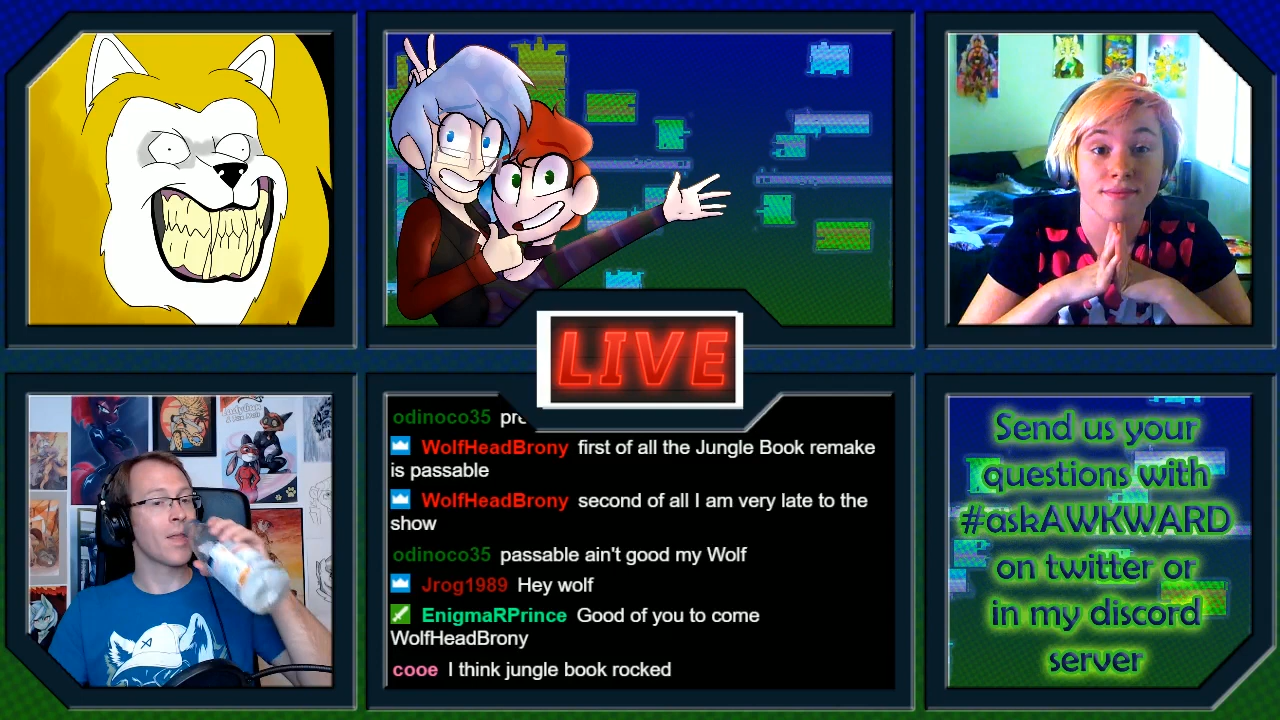 LIVE
odinoco35
WolfHeadBrony first of all the Jungle Book remake
is passable
WolfHeadBrony second of all I am very late to the
show
odinoco35 passable ain't good my Wolf
Jrog1989 Hey wolf
EnigmaRPrince Good of you to come
WolfHeadBrony
cooe I think jungle book rocked
Send us your
questions with
#askAWKWARD
on twitter or
in my discord
server